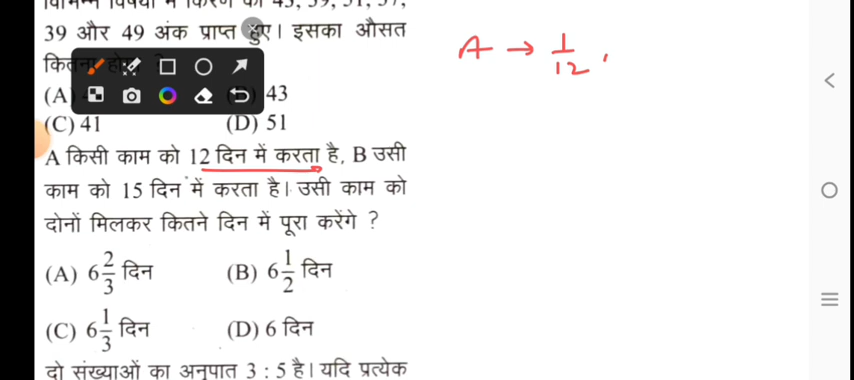 39 और 49 अंक प्राप्त हुए। इसका औसत
(A)
43
(C) 41
(D) 51
A किसी काम को 12 दिन में करता है, B उसी
काम को 15 दिन में करता है। उसी काम को
दोनों मिलकर कितने दिन में पूरा करेंगे ?
(A) 6 2/3 दिन
(B) 6 1/2 दिन
(C) 6 1/3 दिन
(D) 6 दिन
दो संख्याओं का अनुपात 3 : 5 है। यदि प्रत्येक
A → 1/12,